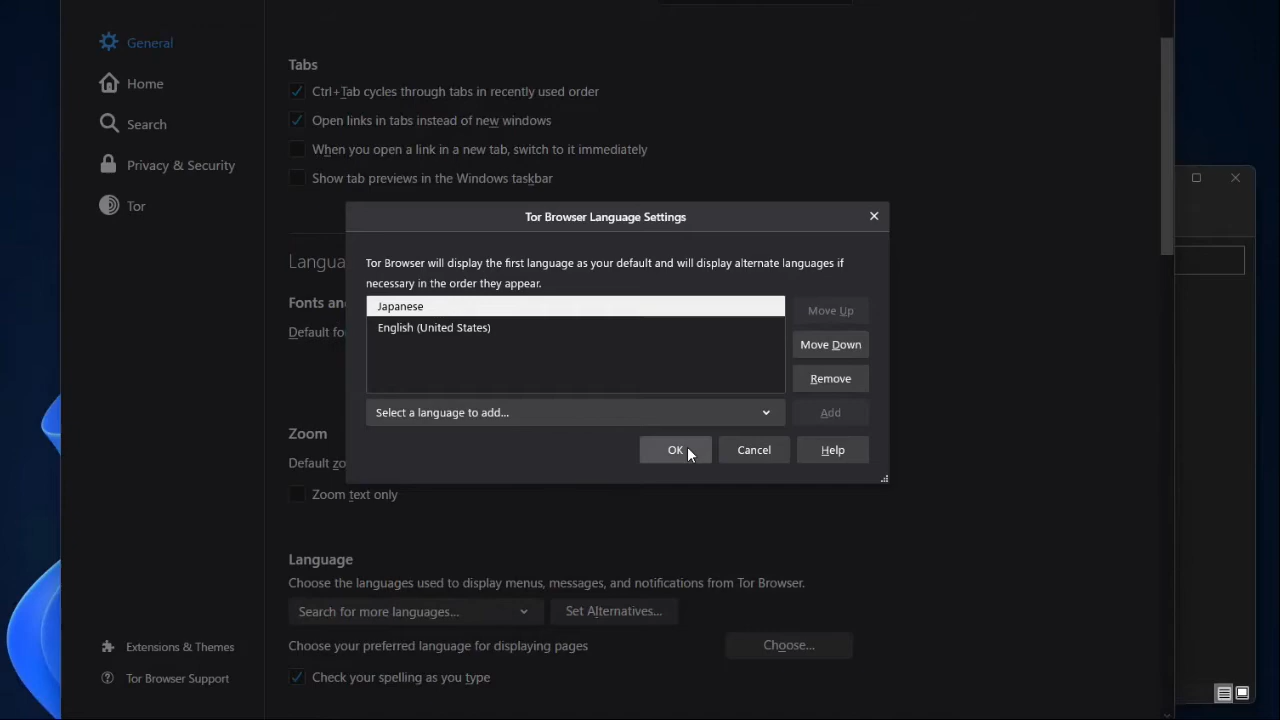 General
Home
Search
Privacy & Security
Tor
Extensions & Themes
Tor Browser Support
Tabs
Ctrl+Tab cycles through tabs in recently used order
Open links in tabs instead of new windows
When you open a link in a new tab, switch to it immediately
Show tab previews in the Windows taskbar
Tor Browser Language Settings
Tor Browser will display the first language as your default and will display alternate languages if
necessary in the order they appear.
Japanese
English (United States)
Move Up
Move Down
Remove
Select a language to add...
Add
OK
Cancel
Help
Zoom
Zoom text only
Language
Choose the languages used to display menus, messages, and notifications from Tor Browser.
Search for more languages...
Set Alternatives...
Choose your preferred language for displaying pages
Choose...
Check your spelling as you type